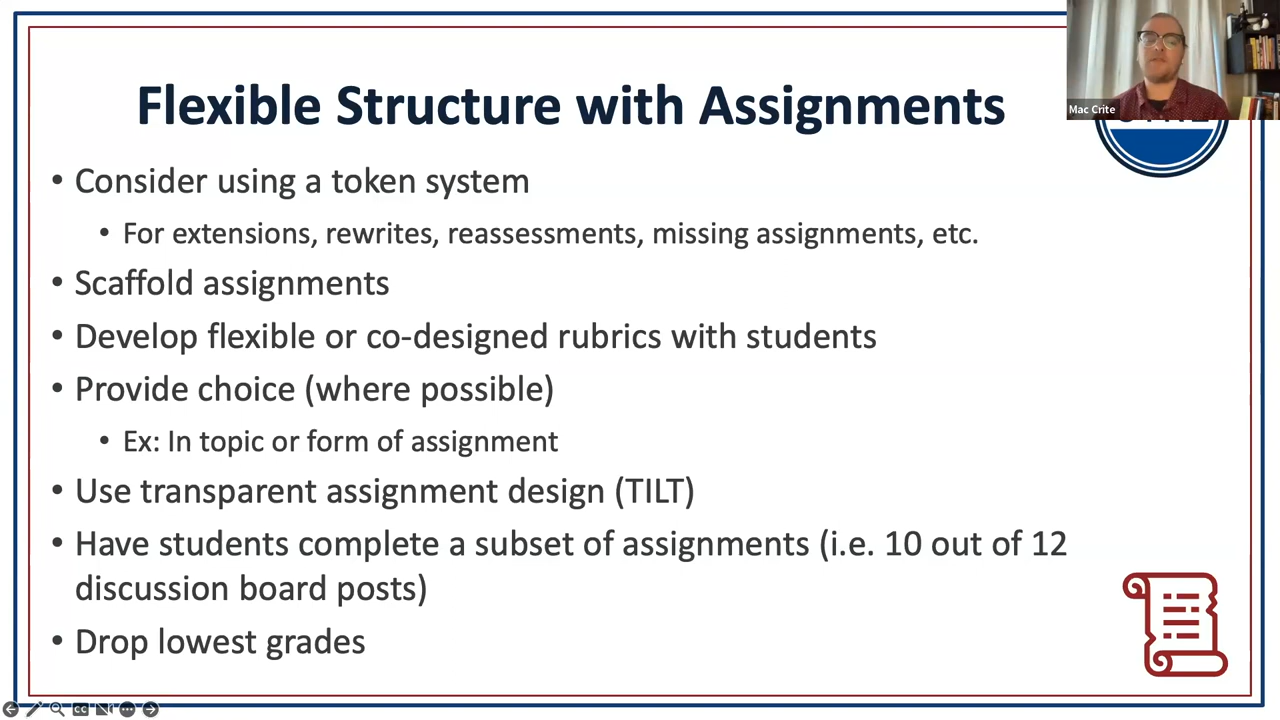 Flexible Structure with Assignments
Mac Crite
• Consider using a token system
• For extensions, rewrites, reassessments, missing assignments, etc.
• Scaffold assignments
• Develop flexible or co-designed rubrics with students
• Provide choice (where possible)
• Ex: In topic or form of assignment
• Use transparent assignment design (TILT)
• Have students complete a subset of assignments (i.e. 10 out of 12
discussion board posts)
• Drop lowest grades
CC